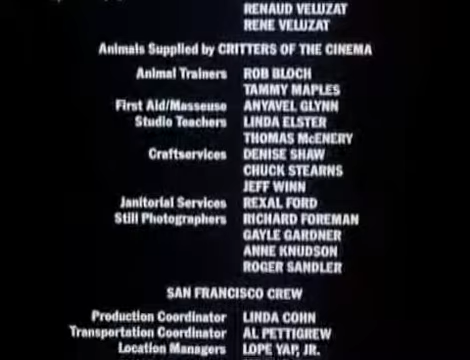 RENAUD VELUZAT
RENE VELUZAT
Animals Supplied by CRITTERS OF THE CINEMA
Animal Trainers ROB BLOCH
TAMMY MAPLES
First Aid/Masseuse ANYAVEL GLYNN
Studio Teachers LINDA ELSTER
THOMAS McENERY
Craftservices DENISE SHAW
CHUCK STEARNS
JEFF WINN
Janitorial Services REXAL FORD
Still Photographers RICHARD FOREMAN
GAYLE GARDNER
ANNE KNUDSON
ROGER SANDLER
SAN FRANCISCO CREW
Production Coordinator LINDA COHN
Transportation Coordinator AL PETTIGREW
Location Managers LOPE YAP, JR.